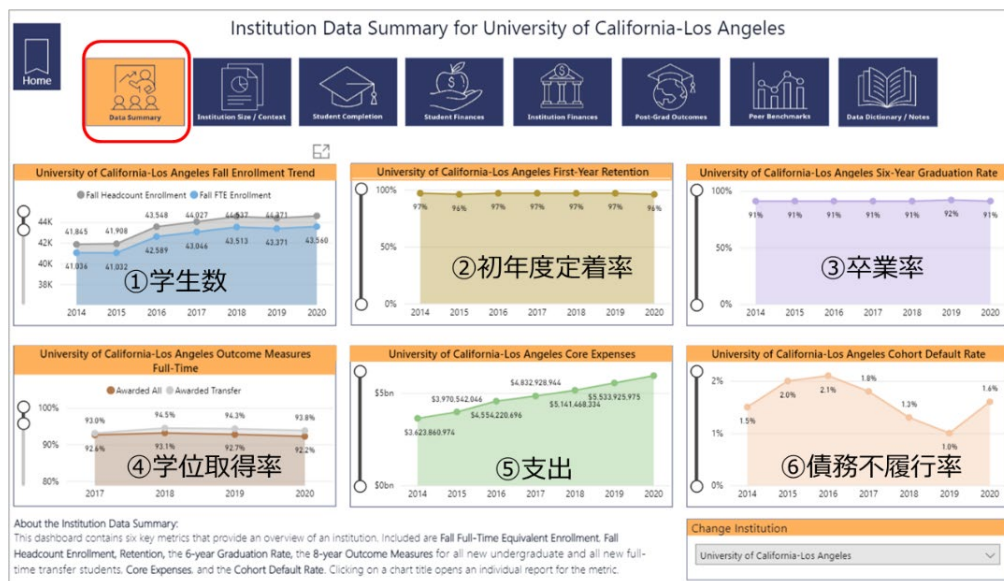 Institution Data Summary for University of California-Los Angeles
Home
Data Summary
Institution Size / Context
Student Completion
Student Finances
Institution Finances
Post-Grad Outcomes
Peer Benchmarks
Data Dictionary / Notes
University of California-Los Angeles Fall Enrollment Trend
Fall Headcount Enrollment Fall FTE Enrollment
44K
42K
40K
38K
41,845 41,908 43,548 44,027 44,537 44,371
41,036 41,032 42,589 43,046 43,513 43,371 43,560
①学生数
2014 2015 2016 2017 2018 2019 2020
University of California-Los Angeles First-Year Retention
100%
50%
0%
97% 96% 97% 97% 97% 97% 96%
②初年度定着率
2014 2015 2016 2017 2018 2019 2020
University of California-Los Angeles Six-Year Graduation Rate
100%
50%
0%
91% 91% 91% 91% 91% 92% 91%
③卒業率
2014 2015 2016 2017 2018 2019 2020
University of California-Los Angeles Outcome Measures
Full-Time
Awarded All Awarded Transfer
100%
90%
80%
93.0% 94.5% 94.3% 93.8%
92.6% 93.1% 92.7% 92.2%
④学位取得率
2017 2018 2019 2020
University of California-Los Angeles Core Expenses
$5bn
$0bn
$3,623,860,974 $3,970,542,046 $4,554,220,696 $4,832,928,944 $5,141,468,334 $5,533,925,975
⑤支出
2014 2015 2016 2017 2018 2019 2020
University of California-Los Angeles Cohort Default Rate
2%
1%
0%
1.5% 2.0% 2.1% 1.8% 1.3% 1.0% 1.6%
⑥債務不履行率
2014 2015 2016 2017 2018 2019 2020
About the Institution Data Summary:
This dashboard contains six key metrics that provide an overview of an institution. Included are Fall Full-Time Equivalent Enrollment, Fall
Headcount Enrollment, Retention, the 6-year Graduation Rate, the 8-year Outcome Measures for all new undergraduate and all new full-
time transfer students, Core Expenses, and the Cohort Default Rate. Clicking on a chart title opens an individual report for the metric.
Change Institution
University of California-Los Angeles